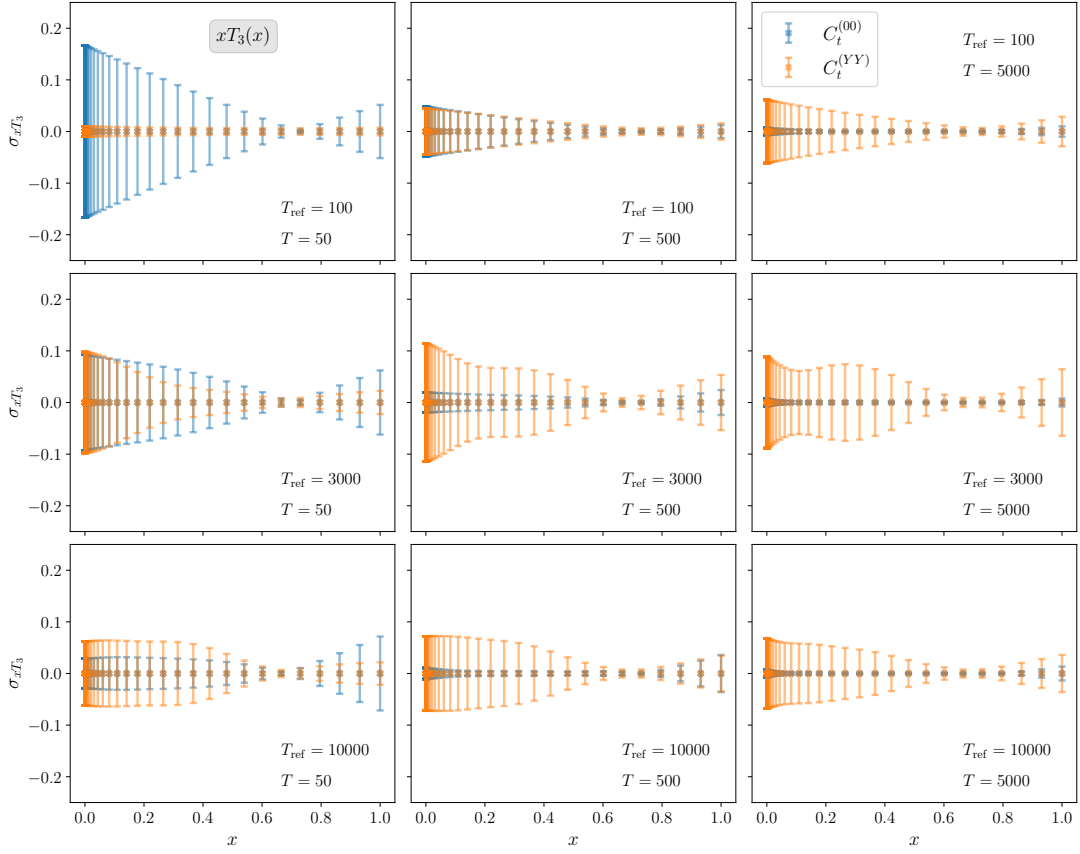 0.2
0.1
0.0
−0.1
−0.2
σ_{xT_3}
xT_3(x)
T_ref = 100
T = 50
T_ref = 100
T = 500
C_t^{(00)}
C_t^{(YY)}
T_ref = 100
T = 5000
0.2
0.1
0.0
−0.1
−0.2
σ_{xT_3}
T_ref = 3000
T = 50
T_ref = 3000
T = 500
T_ref = 3000
T = 5000
0.2
0.1
0.0
−0.1
−0.2
σ_{xT_3}
T_ref = 10000
T = 50
T_ref = 10000
T = 500
T_ref = 10000
T = 5000
0.0 0.2 0.4 0.6 0.8 1.0
0.0 0.2 0.4 0.6 0.8 1.0
0.0 0.2 0.4 0.6 0.8 1.0
x
x
x